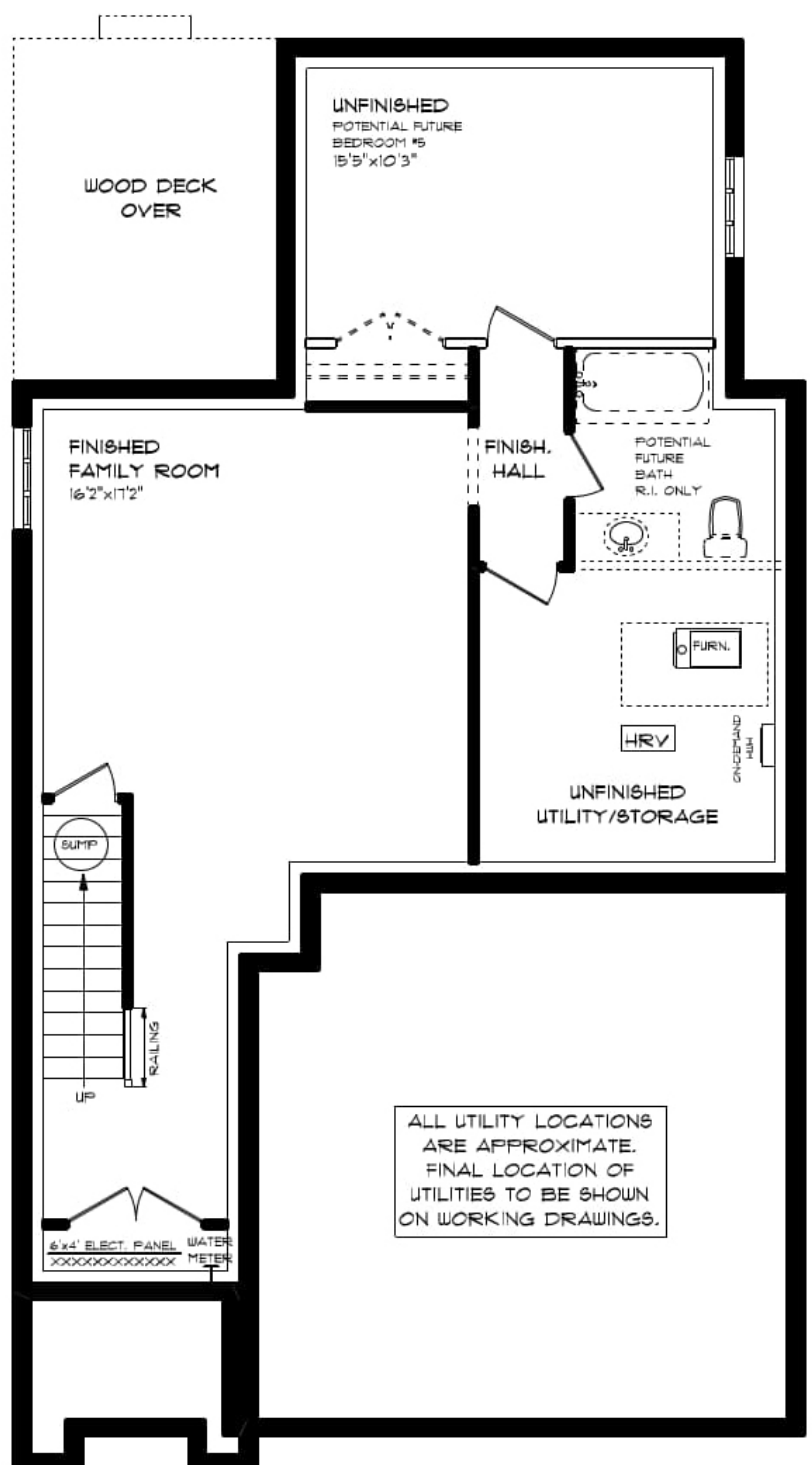 UNFINISHED
POTENTIAL FUTURE
BEDROOM #5
15'5"x10'3"
WOOD DECK
OVER
FINISHED
FAMILY ROOM
16'2"x17'2"
FINISH.
HALL
POTENTIAL
FUTURE
BATH
R.I. ONLY
FURN.
HRV
ON-DEMAND
HWH
UNFINISHED
UTILITY/STORAGE
SUMP
RAILING
UP
ALL UTILITY LOCATIONS
ARE APPROXIMATE.
FINAL LOCATION OF
UTILITIES TO BE SHOWN
ON WORKING DRAWINGS.
6'x4' ELECT. PANEL
XXXXXXXXXXXX
WATER
METER